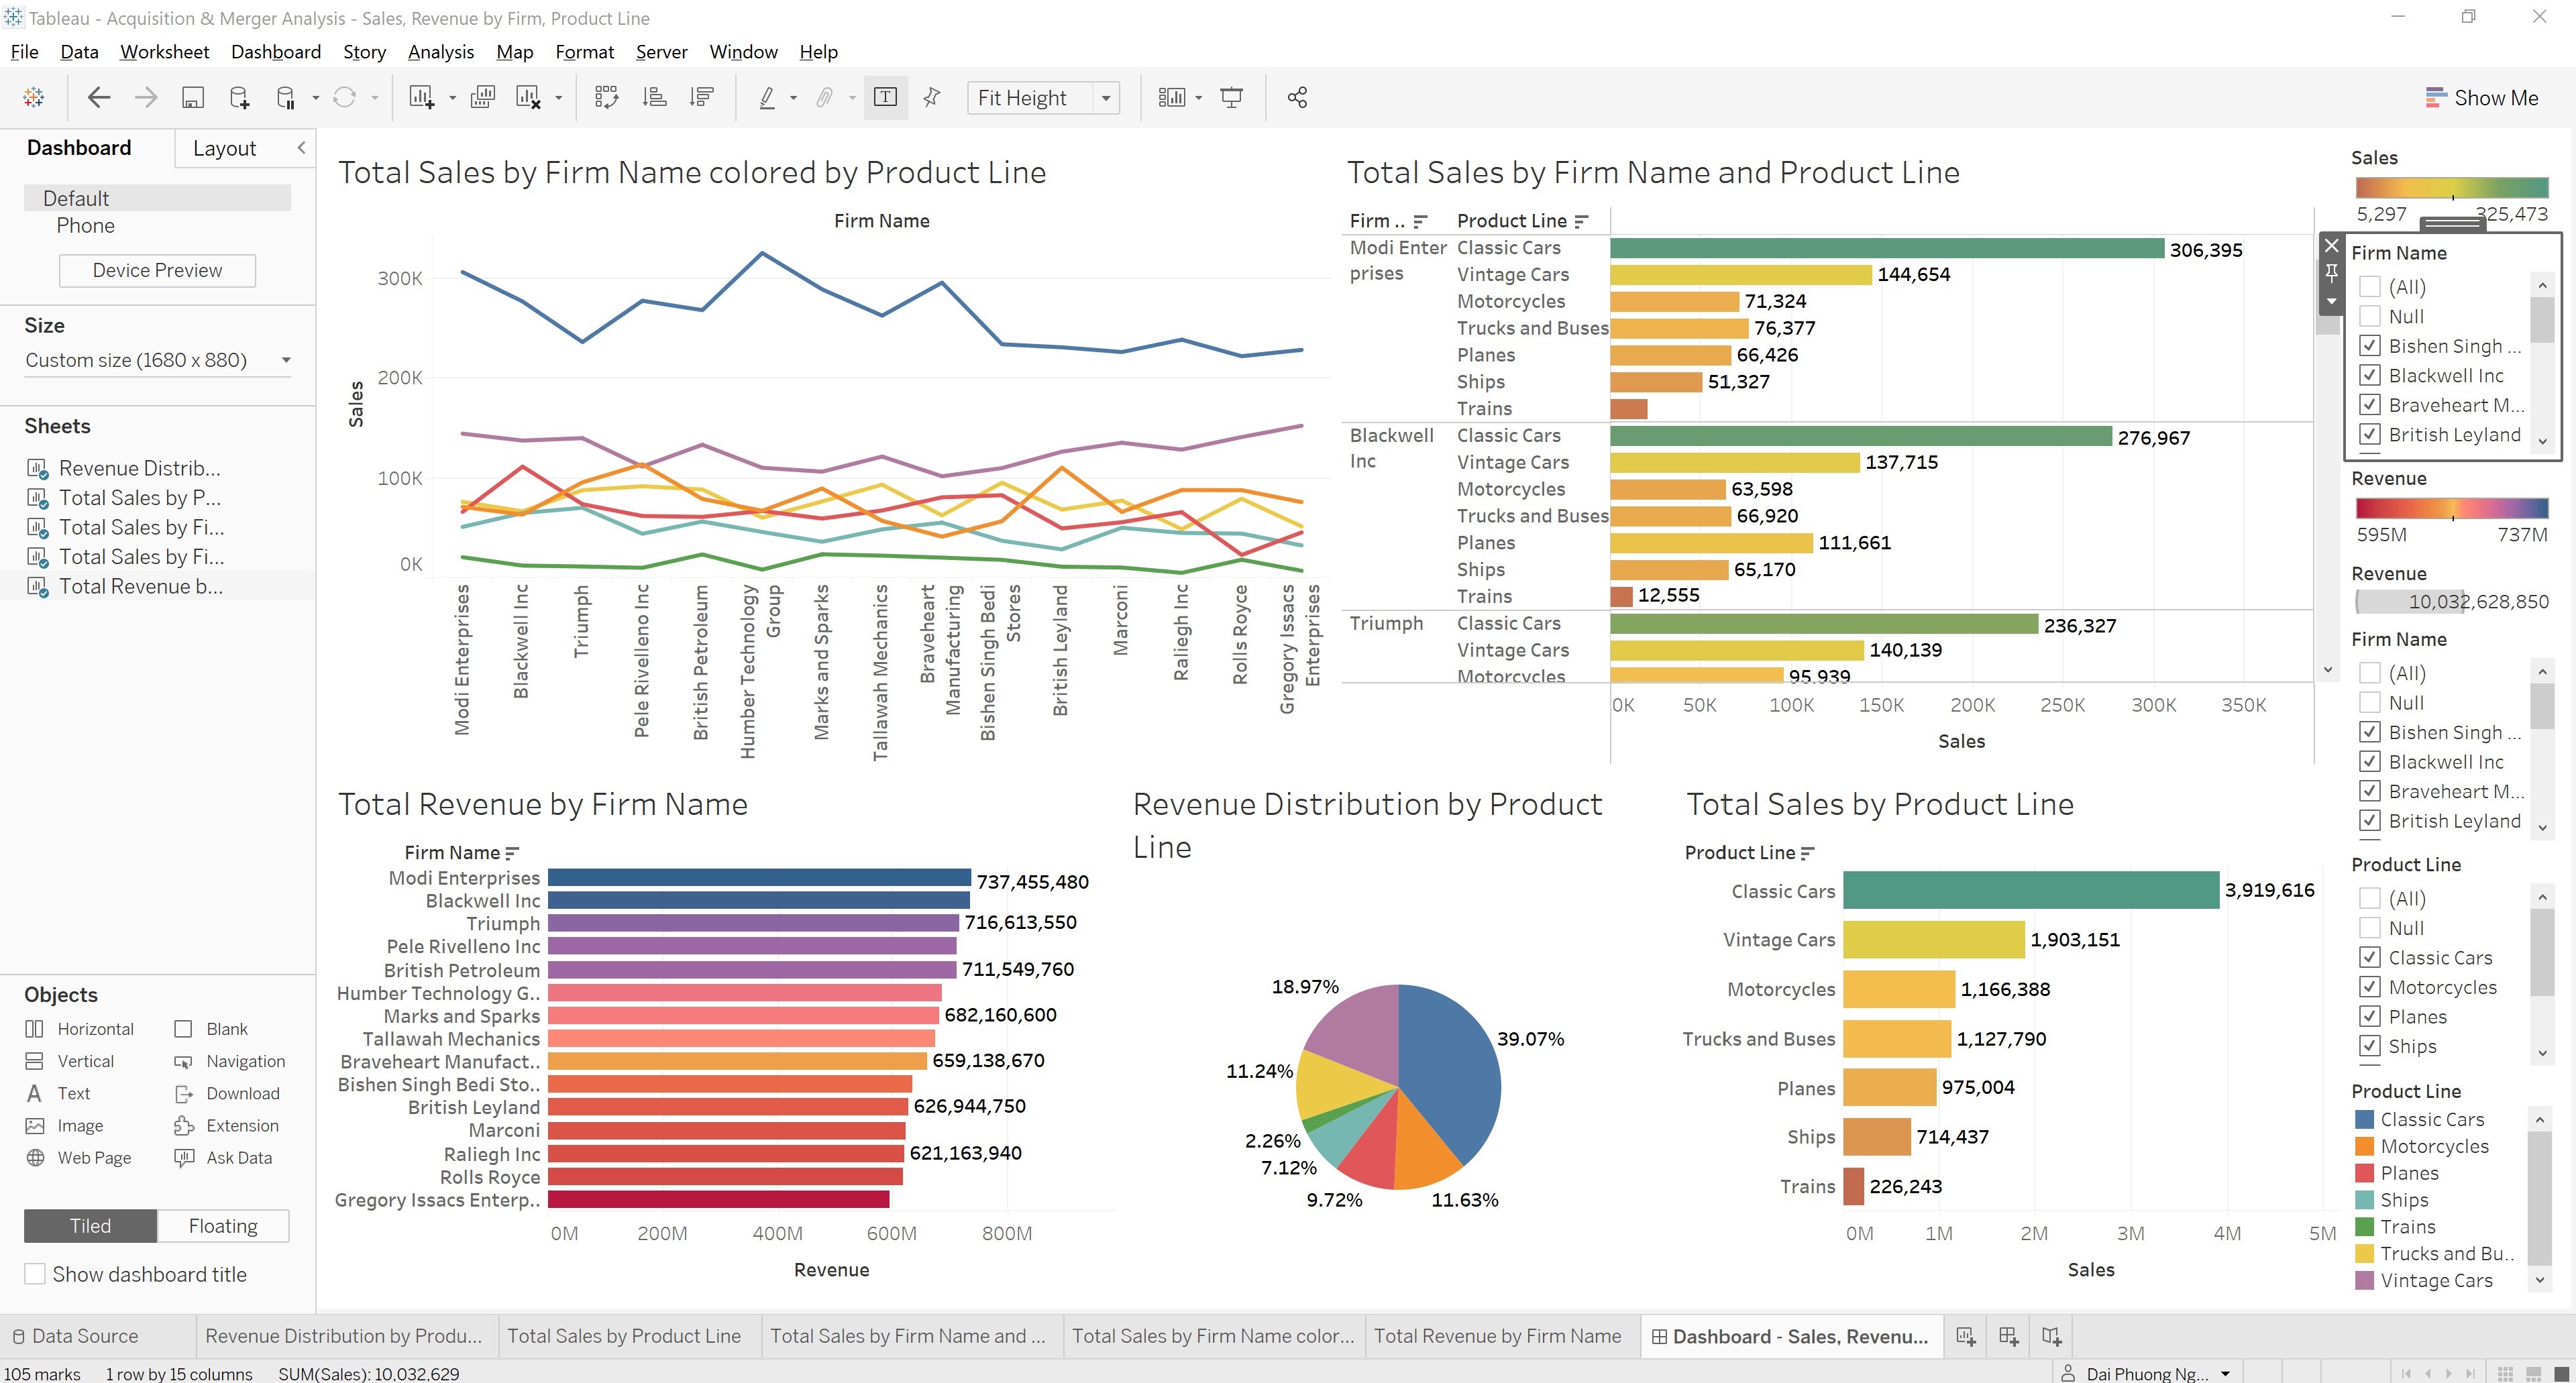 Tableau - Acquisition & Merger Analysis - Sales, Revenue by Firm, Product Line
File Data Worksheet Dashboard Story Analysis Map Format Server Window Help
Fit Height
Show Me
Dashboard Layout
Default
Phone
Device Preview
Size
Custom size (1680 x 880)
Sheets
Revenue Distrib...
Total Sales by P...
Total Sales by Fi...
Total Sales by Fi...
Total Revenue b...
Objects
Horizontal Blank
Vertical Navigation
Text Download
Image Extension
Web Page Ask Data
Tiled Floating
Show dashboard title
Total Sales by Firm Name colored by Product Line
Firm Name
Sales
300K
200K
100K
0K
Modi Enterprises
Blackwell Inc
Triumph
Pele Rivelleno Inc
British Petroleum
Humber Technology
Group
Marks and Sparks
Tallawah Mechanics
Braveheart
Manufacturing
Bishen Singh Bedi
Stores
British Leyland
Marconi
Raliegh Inc
Rolls Royce
Gregory Issacs
Enterprises
Total Sales by Firm Name and Product Line
Firm .. Product Line
Modi Enter
prises
Classic Cars 306,395
Vintage Cars 144,654
Motorcycles 71,324
Trucks and Buses 76,377
Planes 66,426
Ships 51,327
Trains
Blackwell
Inc
Classic Cars 276,967
Vintage Cars 137,715
Motorcycles 63,598
Trucks and Buses 66,920
Planes 111,661
Ships 65,170
Trains 12,555
Triumph Classic Cars 236,327
Vintage Cars 140,139
Motorcycles 95,939
0K 50K 100K 150K 200K 250K 300K 350K
Sales
Total Revenue by Firm Name
Firm Name
Modi Enterprises 737,455,480
Blackwell Inc
Triumph 716,613,550
Pele Rivelleno Inc
British Petroleum 711,549,760
Humber Technology G..
Marks and Sparks 682,160,600
Tallawah Mechanics
Braveheart Manufact.. 659,138,670
Bishen Singh Bedi Sto..
British Leyland 626,944,750
Marconi
Raliegh Inc 621,163,940
Rolls Royce
Gregory Issacs Enterp..
0M 200M 400M 600M 800M
Revenue
Revenue Distribution by Product
Line
18.97%
39.07%
11.24%
2.26%
7.12%
9.72%
11.63%
Total Sales by Product Line
Product Line
Classic Cars 3,919,616
Vintage Cars 1,903,151
Motorcycles 1,166,388
Trucks and Buses 1,127,790
Planes 975,004
Ships 714,437
Trains 226,243
0M 1M 2M 3M 4M 5M
Sales
Sales
5,297 325,473
Firm Name
(All)
Null
Bishen Singh ...
Blackwell Inc
Braveheart M...
British Leyland
Revenue
595M 737M
Revenue
10,032,628,850
Firm Name
(All)
Null
Bishen Singh ...
Blackwell Inc
Braveheart M...
British Leyland
Product Line
(All)
Null
Classic Cars
Motorcycles
Planes
Ships
Product Line
Classic Cars
Motorcycles
Planes
Ships
Trains
Trucks and Bu..
Vintage Cars
Data Source Revenue Distribution by Produ... Total Sales by Product Line Total Sales by Firm Name and ... Total Sales by Firm Name color... Total Revenue by Firm Name Dashboard - Sales, Revenu...
105 marks 1 row by 15 columns SUM(Sales): 10,032,629 Dai Phuong Ng...